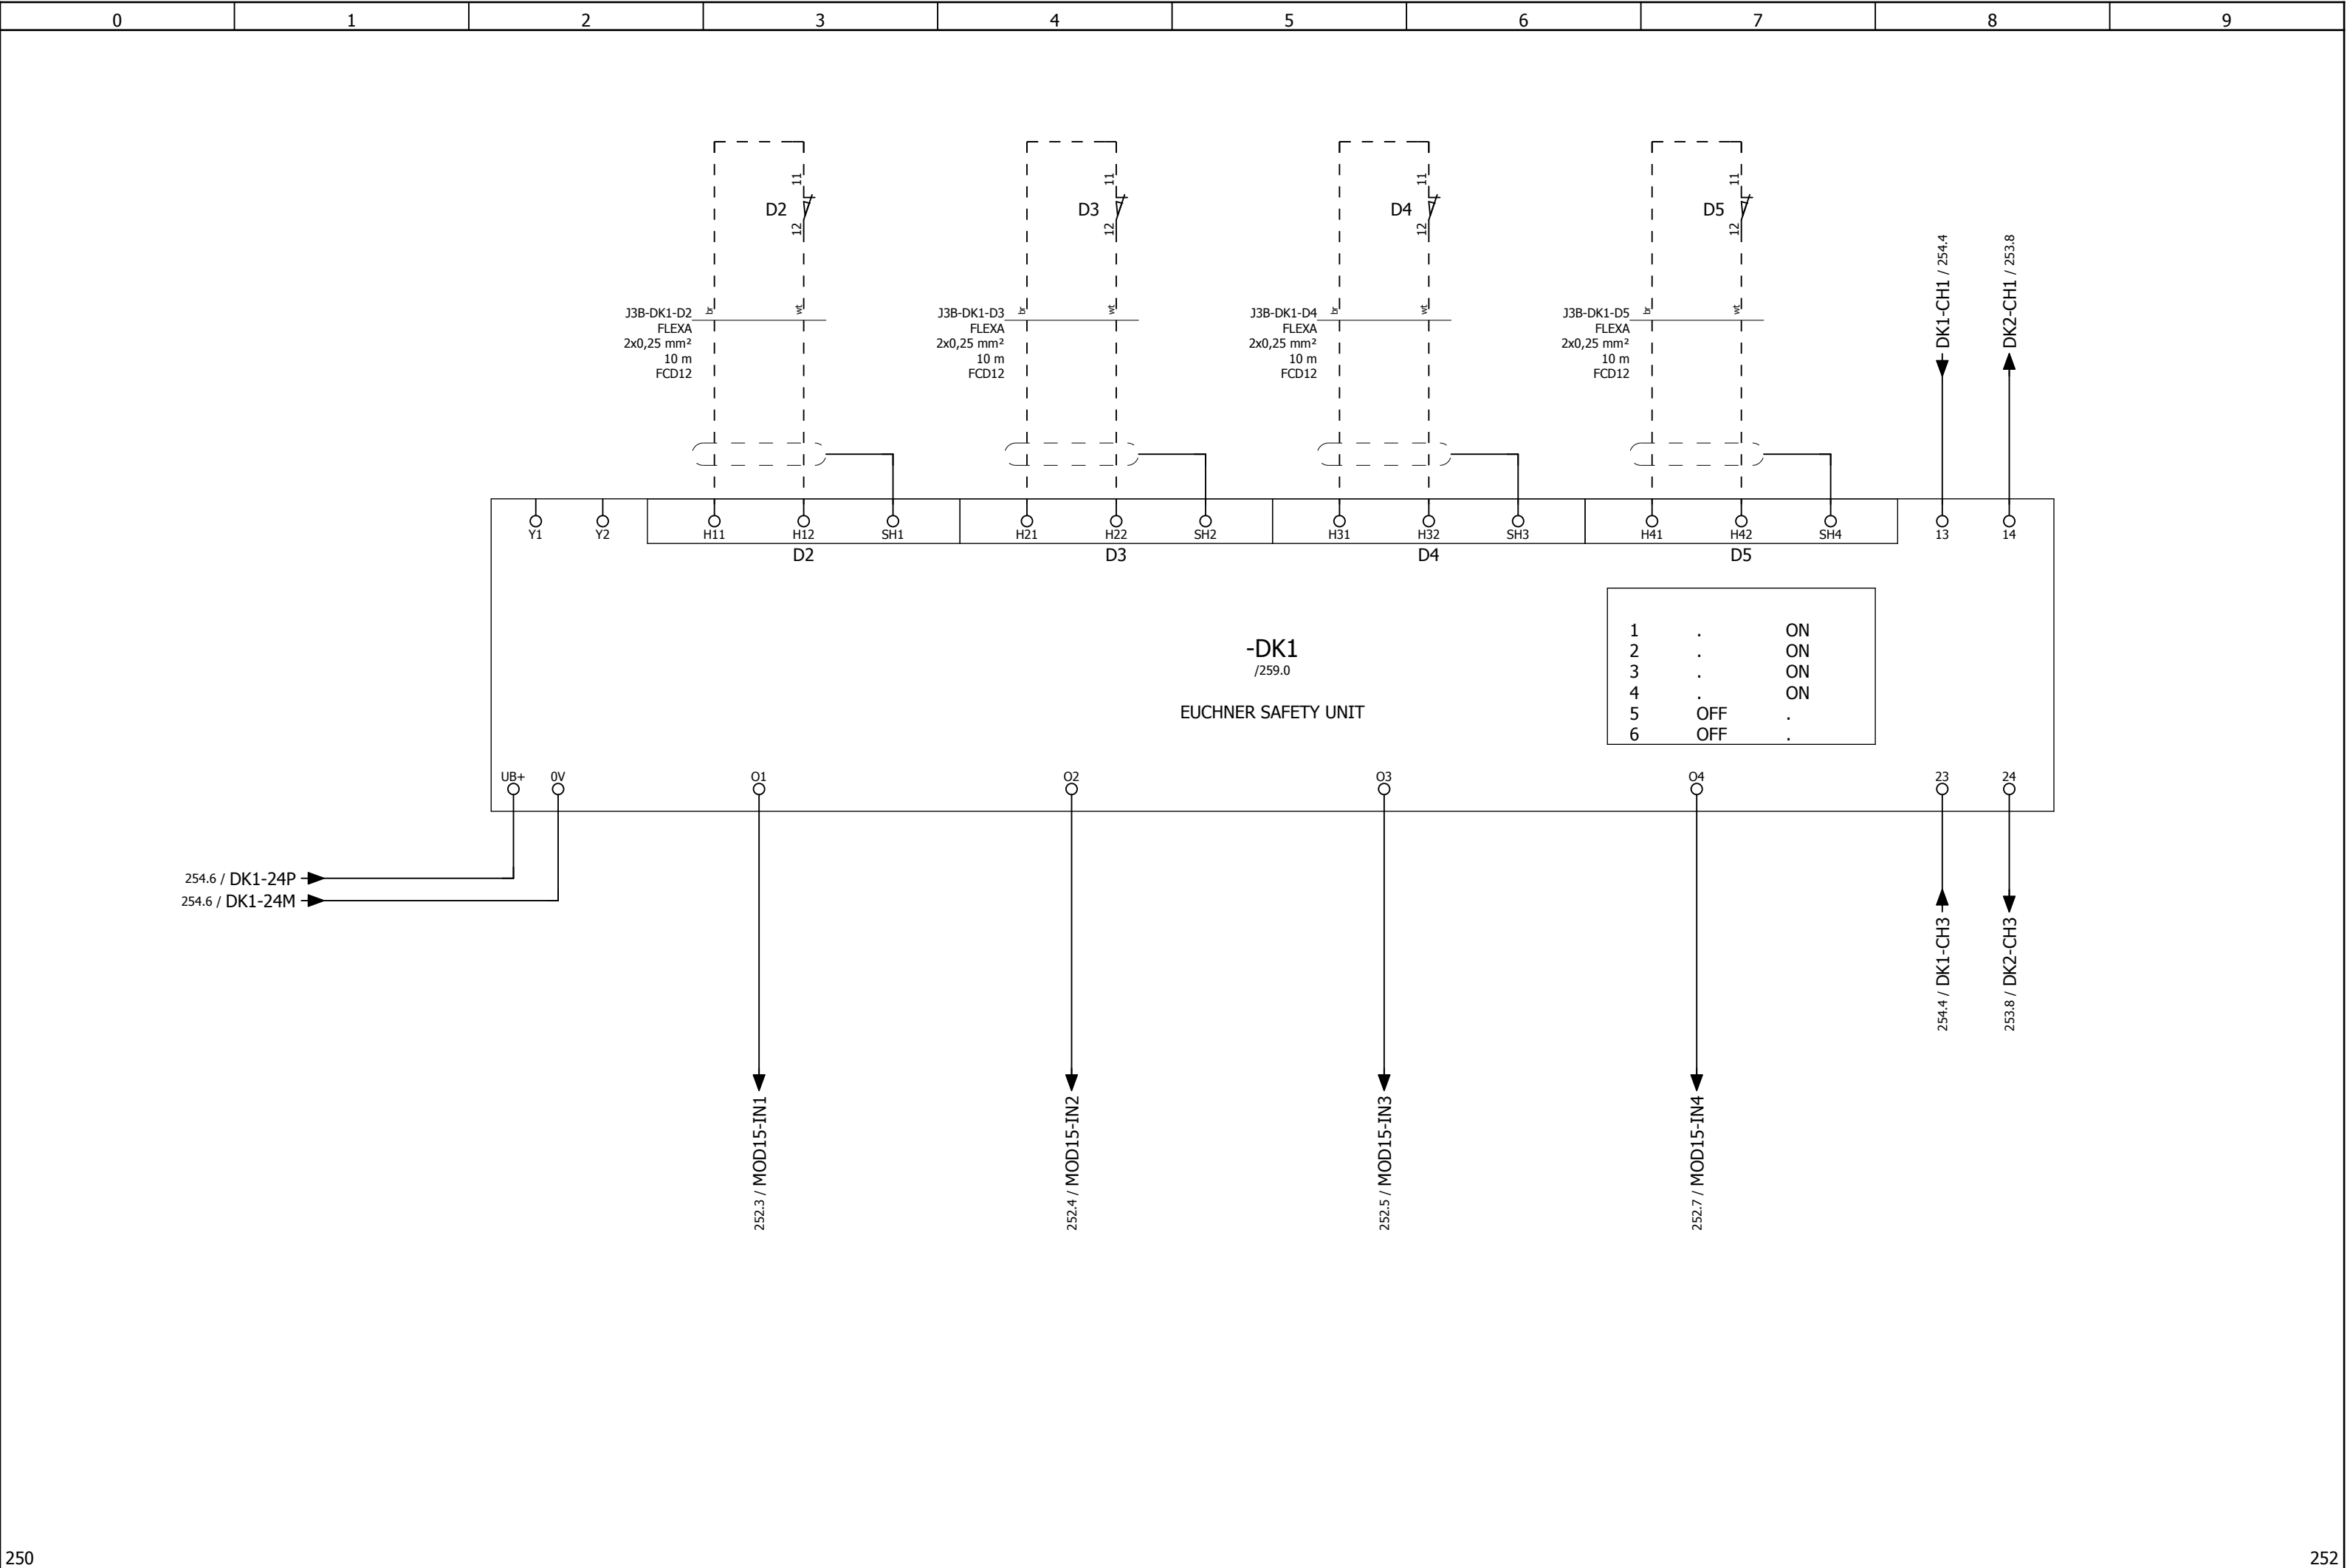 0 1 2 3 4 5 6 7 8 9
11 11 11 11
D2 D3 D4 D5
12 12 12 12
DK1-CH1 / 254.4
DK2-CH1 / 253.8
J3B-DK1-D2 br wt
FLEXA
2x0,25 mm²
10 m
FCD12
J3B-DK1-D3 br wt
FLEXA
2x0,25 mm²
10 m
FCD12
J3B-DK1-D4 br wt
FLEXA
2x0,25 mm²
10 m
FCD12
J3B-DK1-D5 br wt
FLEXA
2x0,25 mm²
10 m
FCD12
Y1 Y2 H11 H12 SH1 H21 H22 SH2 H31 H32 SH3 H41 H42 SH4 13 14
D2 D3 D4 D5
-DK1
/259.0
EUCHNER SAFETY UNIT
1 . ON
2 . ON
3 . ON
4 . ON
5 OFF .
6 OFF .
UB+ 0V O1 O2 O3 O4 23 24
254.6 / DK1-24P
254.6 / DK1-24M
254.4 / DK1-CH3
253.8 / DK2-CH3
252.3 / MOD15-IN1
252.4 / MOD15-IN2
252.5 / MOD15-IN3
252.7 / MOD15-IN4
250 252